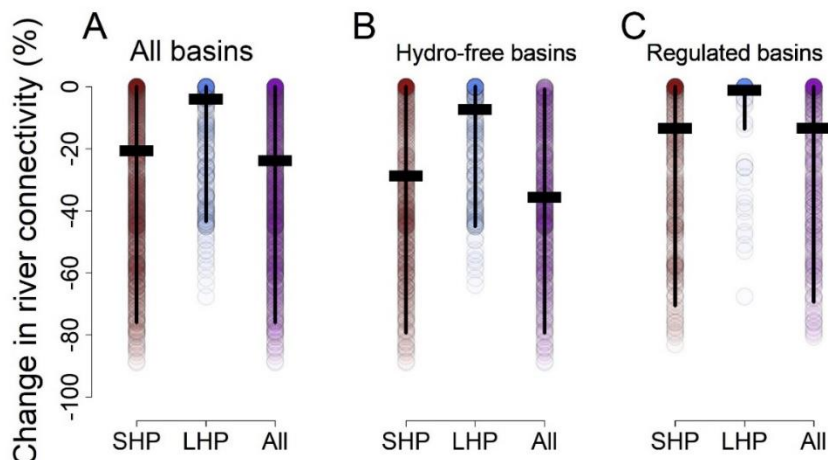 A
All basins
B
Hydro-free basins
C
Regulated basins
Change in river connectivity (%)
0
-20
-40
-60
-80
-100
SHP LHP All
SHP LHP All
SHP LHP All